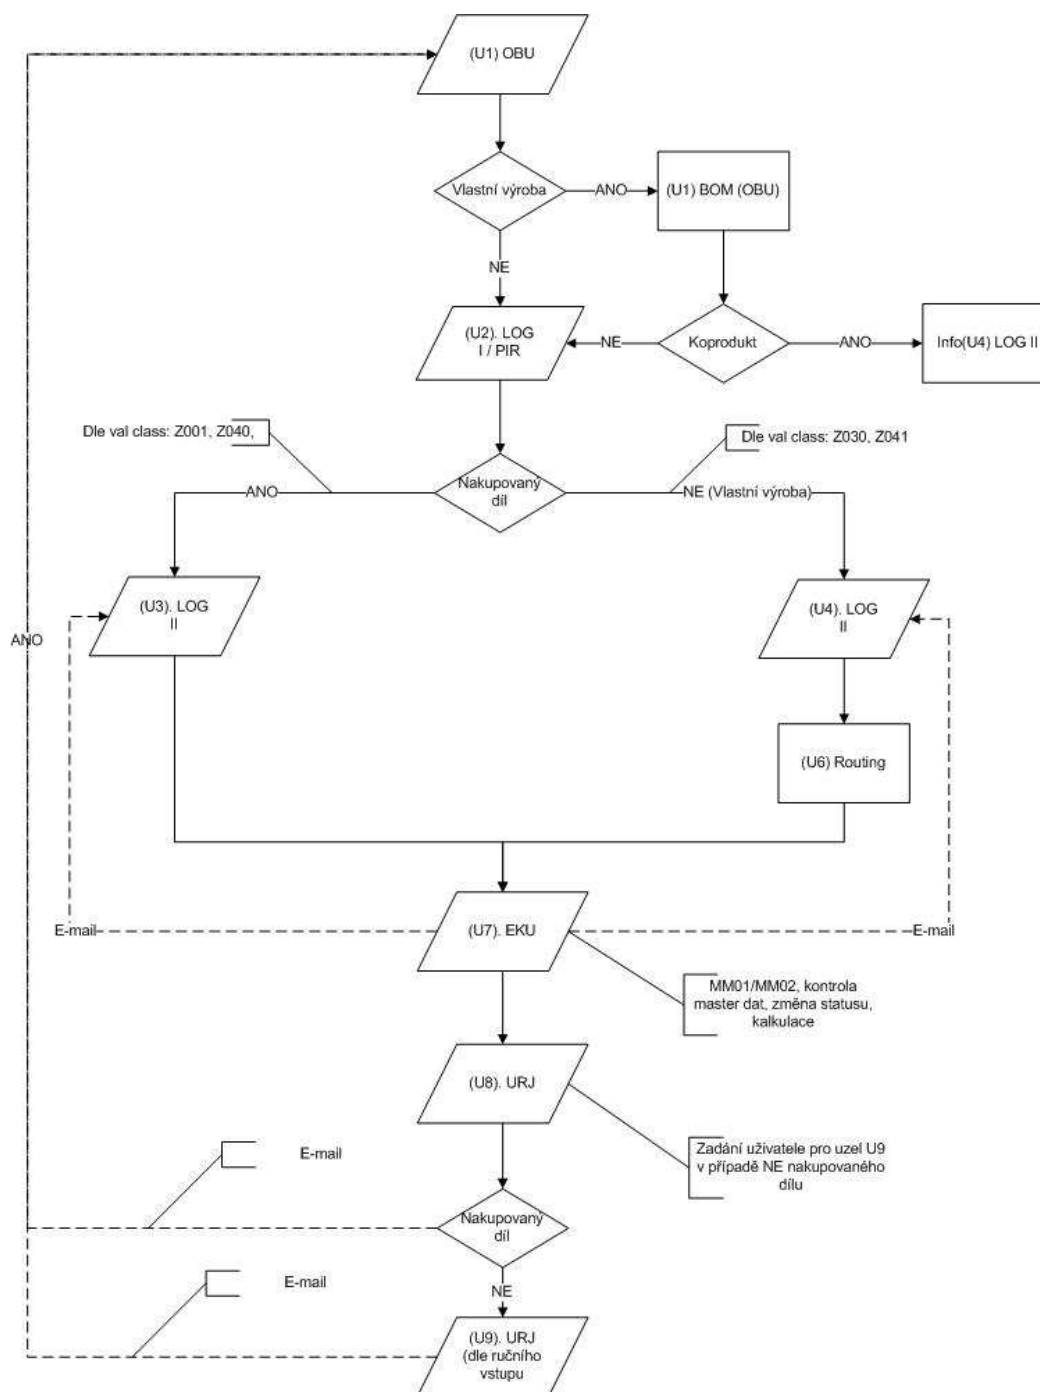 (U1) OBU
Vlastní výroba
ANO
(U1) BOM (OBU)
NE
(U2). LOG
I / PIR
NE
Koprodukt
ANO
Info(U4) LOG II
Dle val class: Z001, Z040,
Dle val class: Z030, Z041
ANO
Nakupovaný
díl
NE (Vlastní výroba)
(U3). LOG
II
(U4). LOG
II
ANO
(U6) Routing
E-mail
(U7). EKU
E-mail
MM01/MM02, kontrola
master dat, změna statusu,
kalkulace
(U8). URJ
Zadání uživatele pro uzel U9
v případě NE nakupovaného
dílu
E-mail
Nakupovaný
díl
E-mail
NE
(U9). URJ
(dle ručního
vstupu